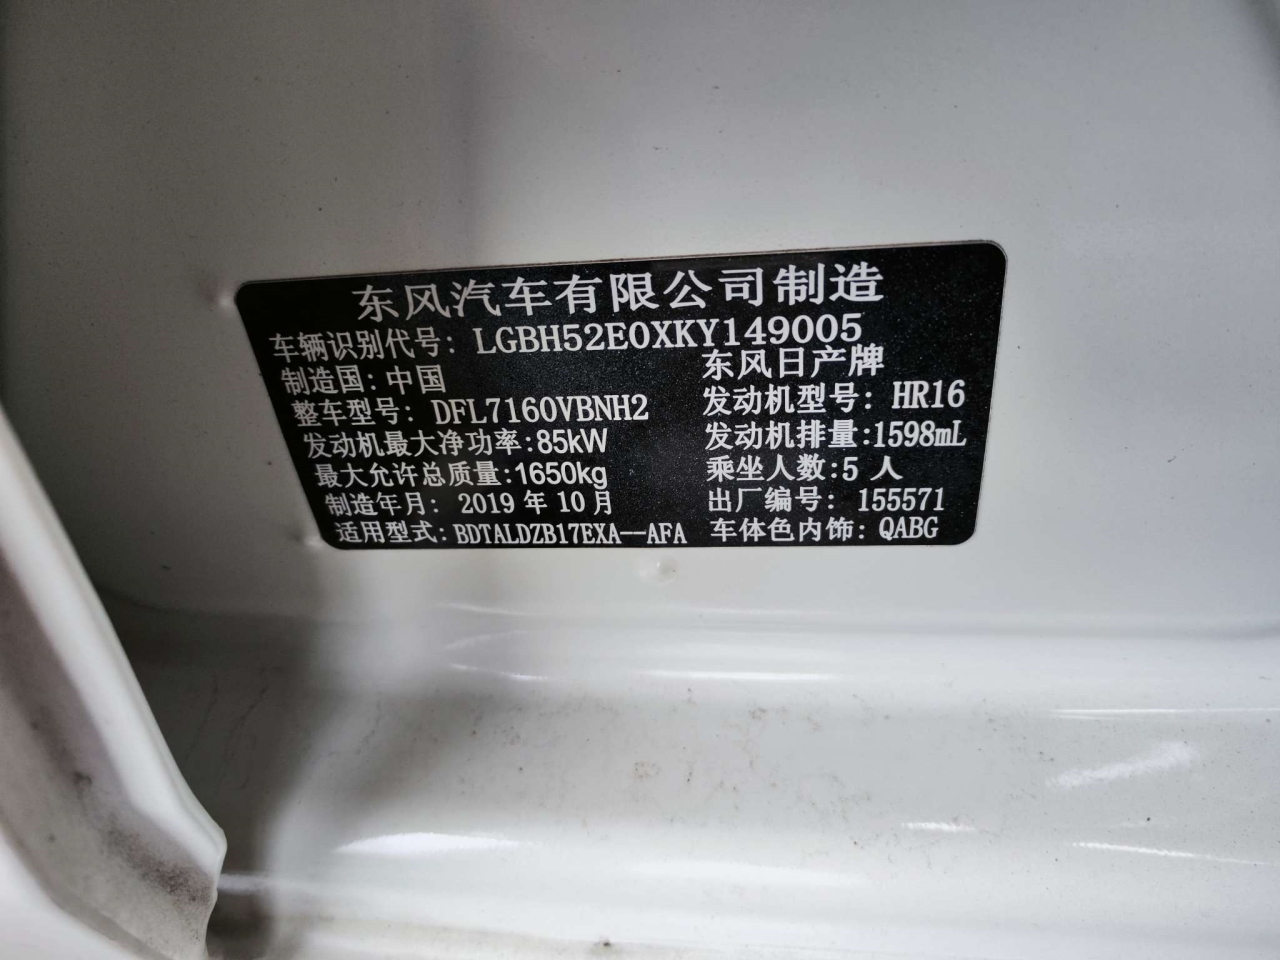 东风汽车有限公司制造
车辆识别代号: LGBH52E0XKY149005
制造国: 中国
东风日产牌
整车型号: DFL7160VBNH2
发动机型号: HR16
发动机最大净功率:85kW
发动机排量:1598mL
最大允许总质量:1650kg
乘坐人数:5 人
制造年月: 2019 年 10 月
出厂编号: 155571
适用型式: BDTALDZB17EXA--AFA
车体色内饰: QABG